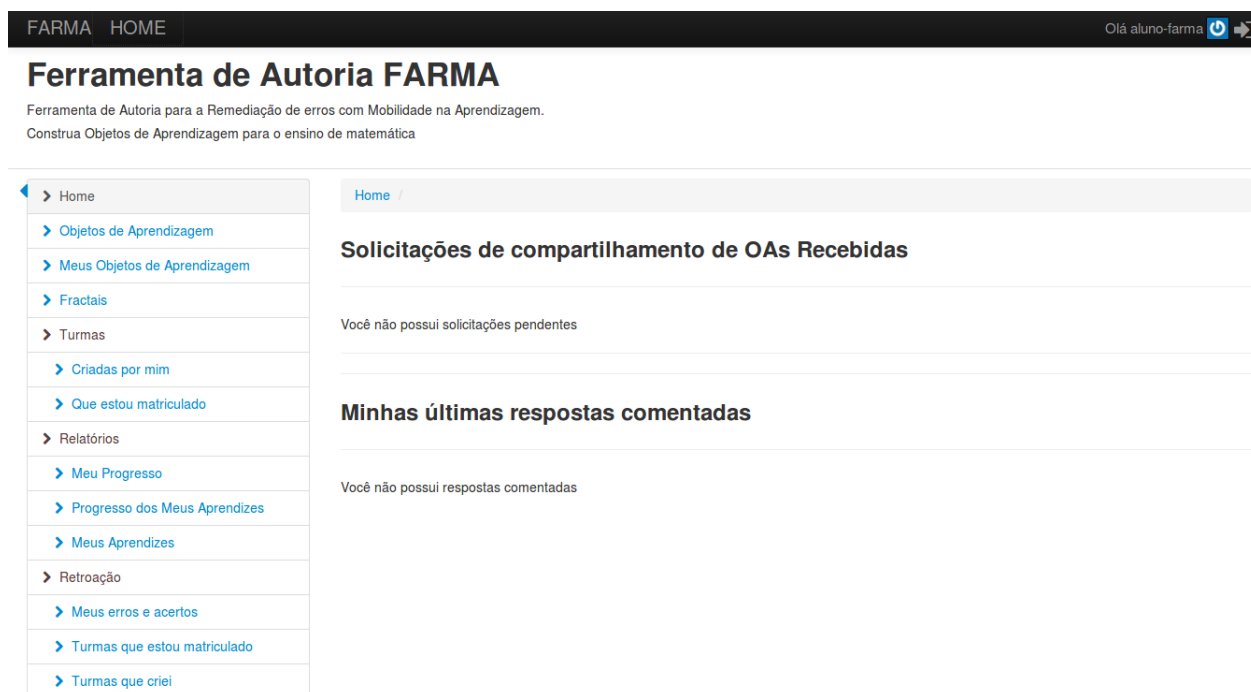 FARMA HOME Olá aluno-farma
Ferramenta de Autoria FARMA
Ferramenta de Autoria para a Remediação de erros com Mobilidade na Aprendizagem.
Construa Objetos de Aprendizagem para o ensino de matemática
Home
Objetos de Aprendizagem
Meus Objetos de Aprendizagem
Fractais
Turmas
Criadas por mim
Que estou matriculado
Relatórios
Meu Progresso
Progresso dos Meus Aprendizes
Meus Aprendizes
Retroação
Meus erros e acertos
Turmas que estou matriculado
Turmas que criei
Home /
Solicitações de compartilhamento de OAs Recebidas
Você não possui solicitações pendentes
Minhas últimas respostas comentadas
Você não possui respostas comentadas